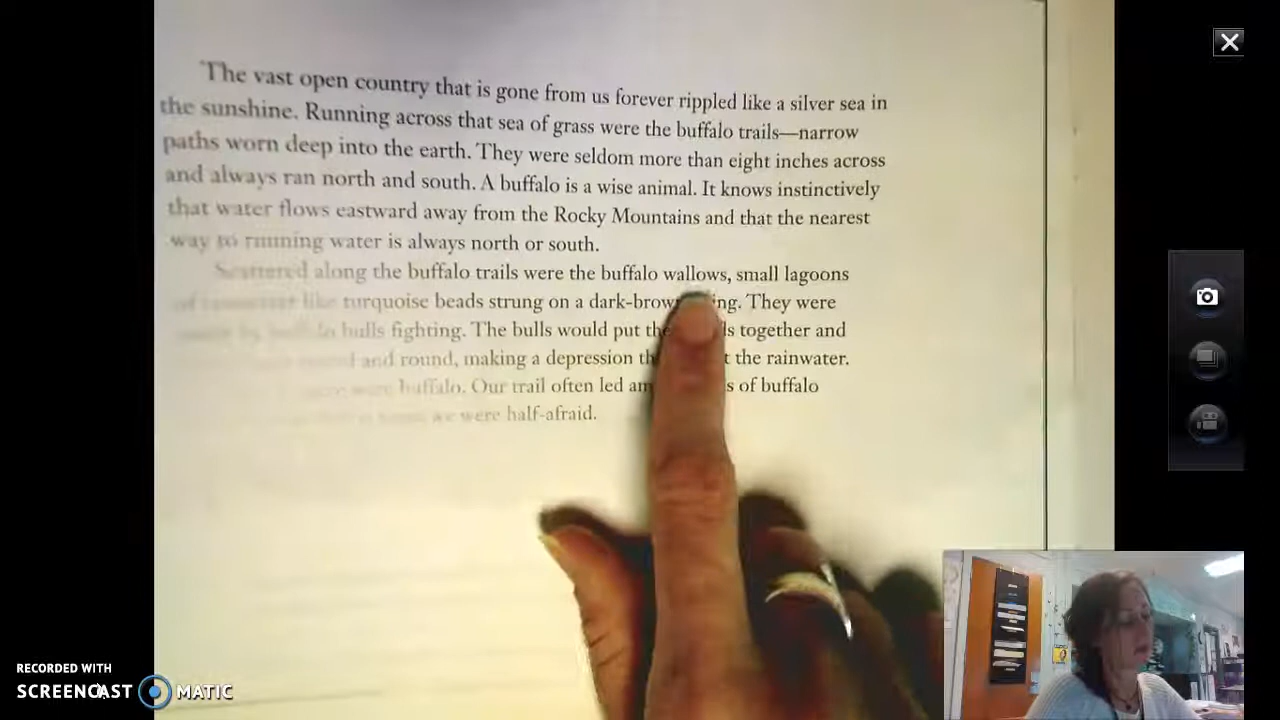 The vast open country that is gone from us forever rippled like a silver sea in
the sunshine. Running across that sea of grass were the buffalo trails—narrow
paths worn deep into the earth. They were seldom more than eight inches across
and always ran north and south. A buffalo is a wise animal. It knows instinctively
that water flows eastward away from the Rocky Mountains and that the nearest
way to running water is always north or south.
Scattered along the buffalo trails were the buffalo wallows, small lagoons
of rainwater like turquoise beads strung on a dark-brow ing. They were
bulls fighting. The bulls would put the ds together and
and round, making a depression th t the rainwater.
were buffalo. Our trail often led am s of buffalo
we were half-afraid.
RECORDED WITH
SCREENCAST MATIC